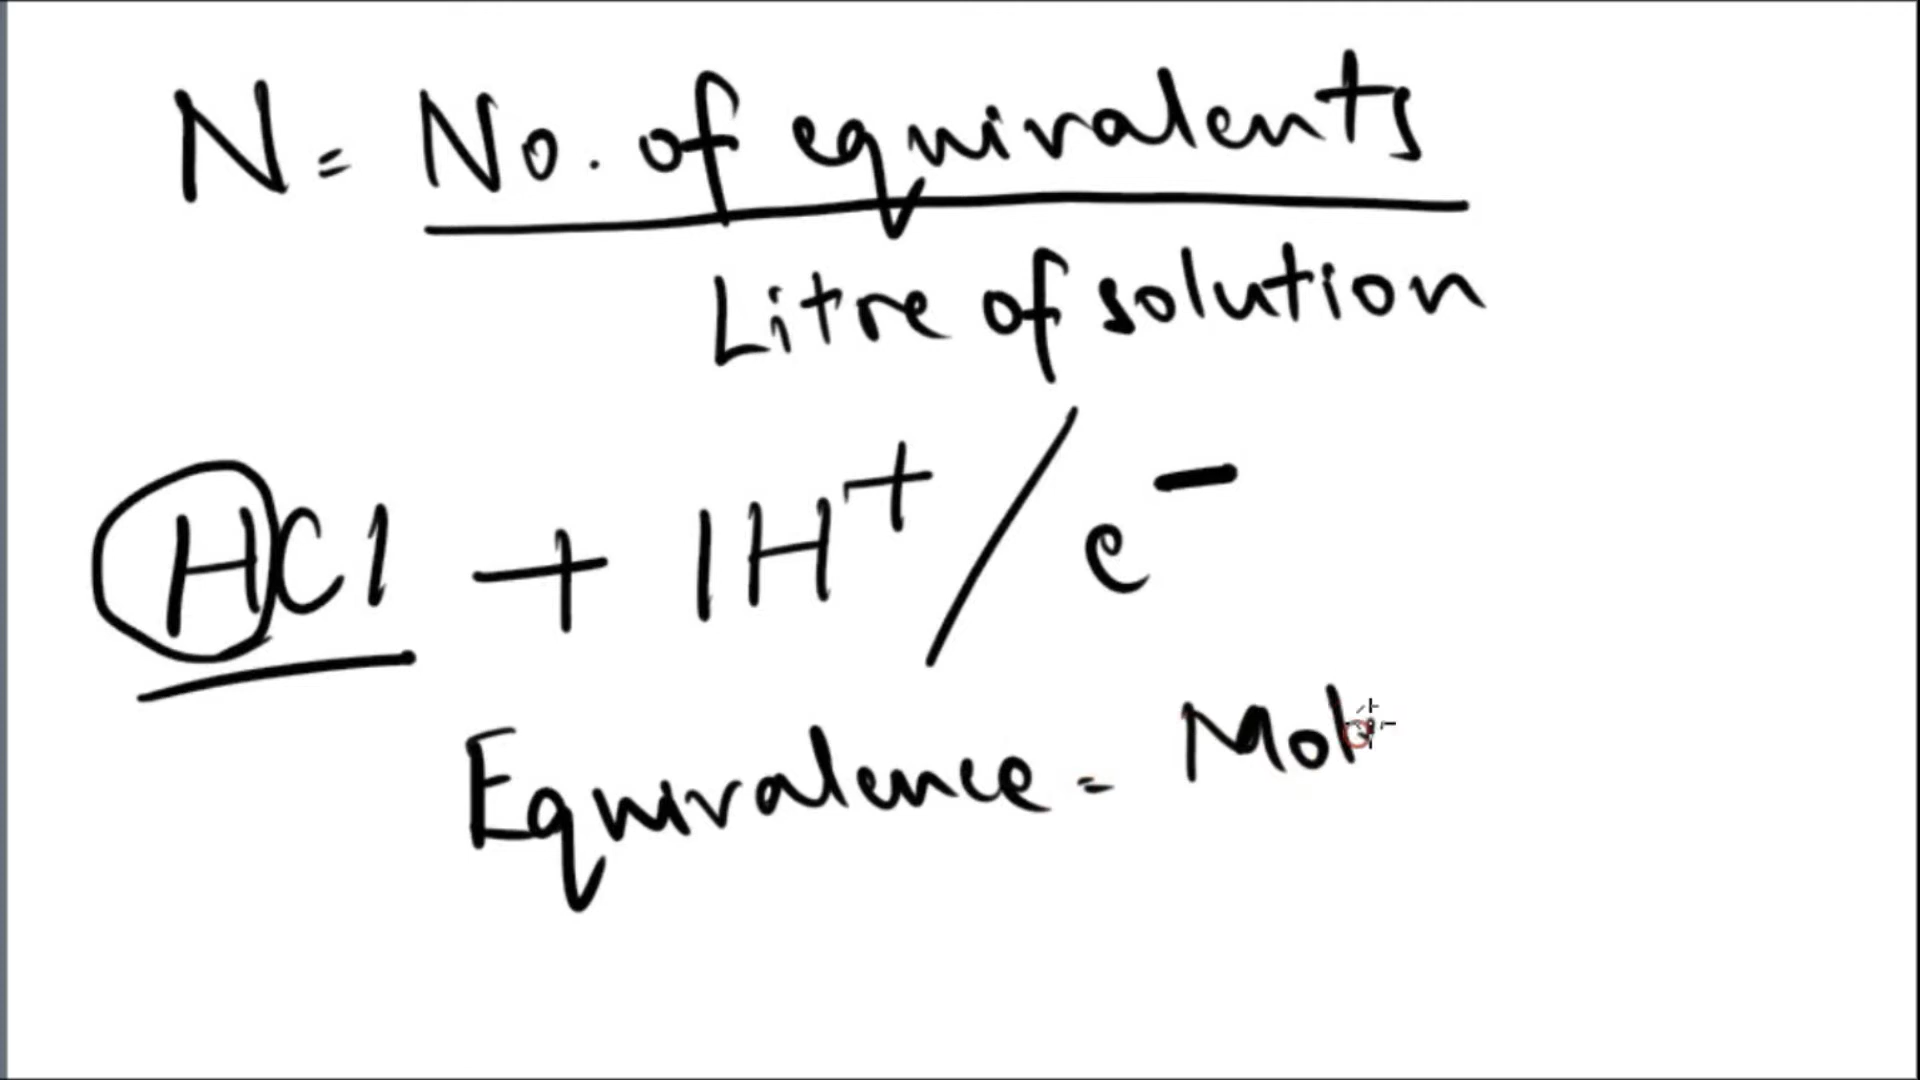 N = No. of equivalents
Litre of solution
HCl + 1H⁺ / e⁻
Equivalence = Mol